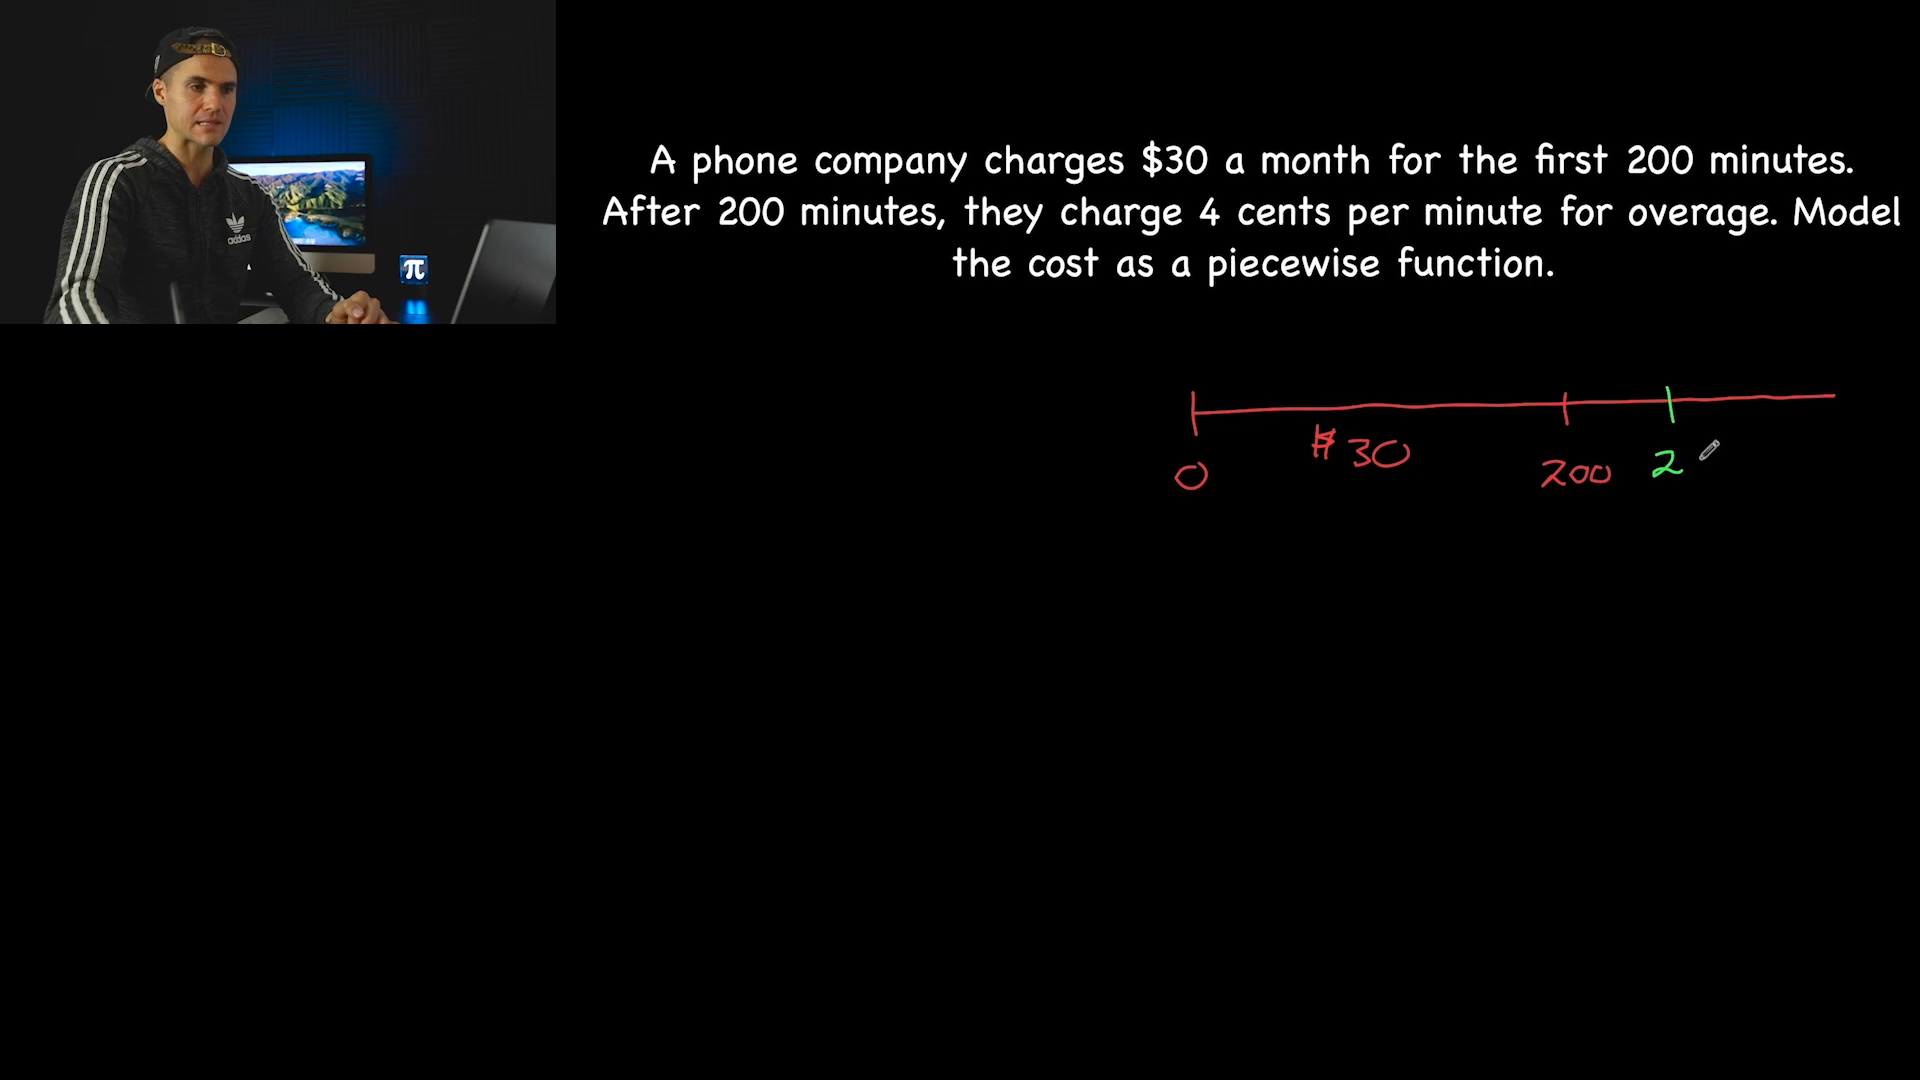 A phone company charges $30 a month for the first 200 minutes.
After 200 minutes, they charge 4 cents per minute for overage. Model
the cost as a piecewise function.
$30
0 200 2
adidas
π